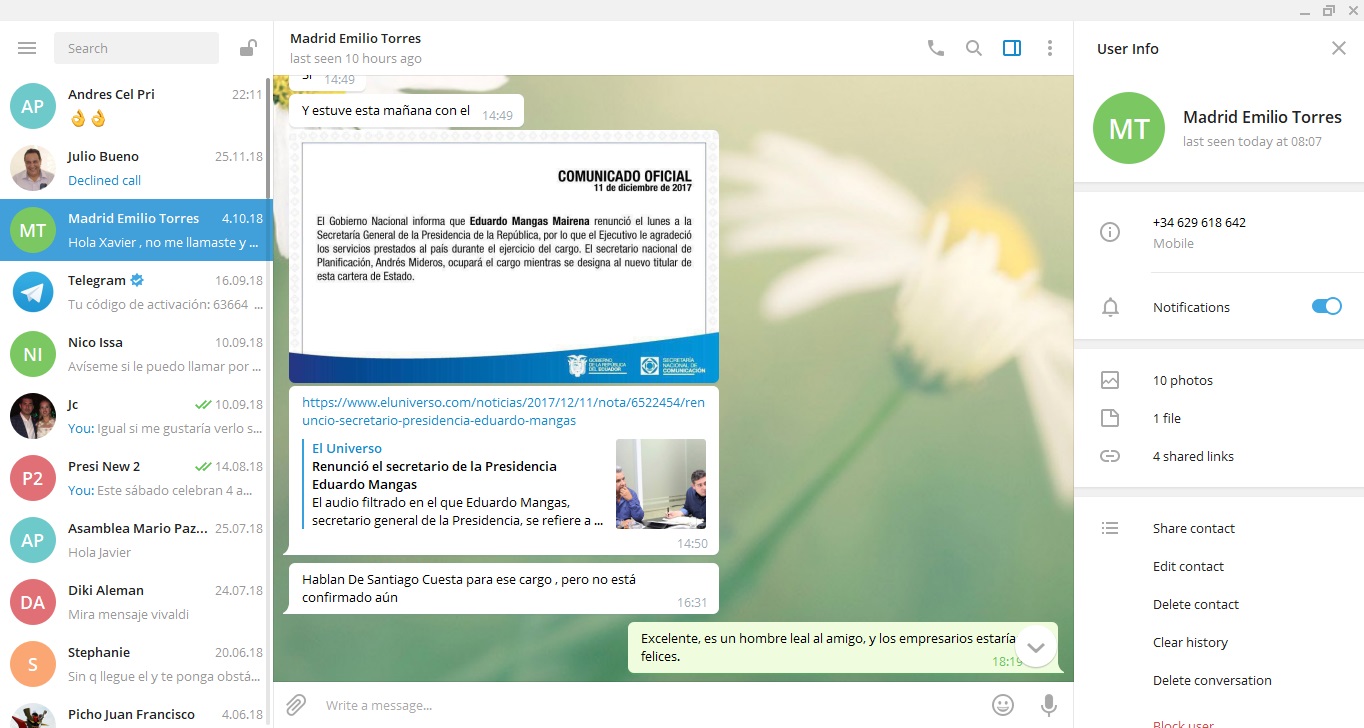 Search
Andres Cel Pri 22:11
👌👌
Julio Bueno 25.11.18
Declined call
MT
Madrid Emilio Torres 4.10.18
Hola Xavier , no me llamaste y ...
Telegram 16.09.18
Tu código de activación: 63664 ...
NI
Nico Issa 10.09.18
Avíseme si le puedo llamar por ...
Jc 10.09.18
You: Igual si me gustaría verlo s...
P2
Presi New 2 14.08.18
You: Este sábado celebran 4 a...
AP
Asamblea Mario Paz... 25.07.18
Hola Javier
DA
Diki Aleman 24.07.18
Mira mensaje vivaldi
S
Stephanie 20.06.18
Sin q llegue el y te ponga obstá...
Picho Juan Francisco 4.06.18
AP
Madrid Emilio Torres
last seen 10 hours ago
14:49
Y estuve esta mañana con el 14:49
COMUNICADO OFICIAL
11 de diciembre de 2017
El Gobierno Nacional informa que Eduardo Mangas Mairena renunció el lunes a la
Secretaría General de la Presidencia de la República, por lo que el Ejecutivo le agradeció
los servicios prestados al país durante el ejercicio del cargo. El secretario nacional de
Planificación, Andrés Mideros, ocupará el cargo mientras se designa al nuevo titular de
esta cartera de Estado.
GOBIERNO
DE LA REPÚBLICA
DEL ECUADOR
SECRETARÍA
NACIONAL DE
COMUNICACIÓN
https://www.eluniverso.com/noticias/2017/12/11/nota/6522454/ren
uncio-secretario-presidencia-eduardo-mangas
El Universo
Renunció el secretario de la Presidencia
Eduardo Mangas
El audio filtrado en el que Eduardo Mangas,
secretario general de la Presidencia, se refiere a ...
14:50
Hablan De Santiago Cuesta para ese cargo , pero no está
confirmado aún
16:31
Excelente, es un hombre leal al amigo, y los empresarios estaría
felices.
18:19
Write a message...
User Info
MT
Madrid Emilio Torres
last seen today at 08:07
+34 629 618 642
Mobile
Notifications
10 photos
1 file
4 shared links
Share contact
Edit contact
Delete contact
Clear history
Delete conversation
Block user